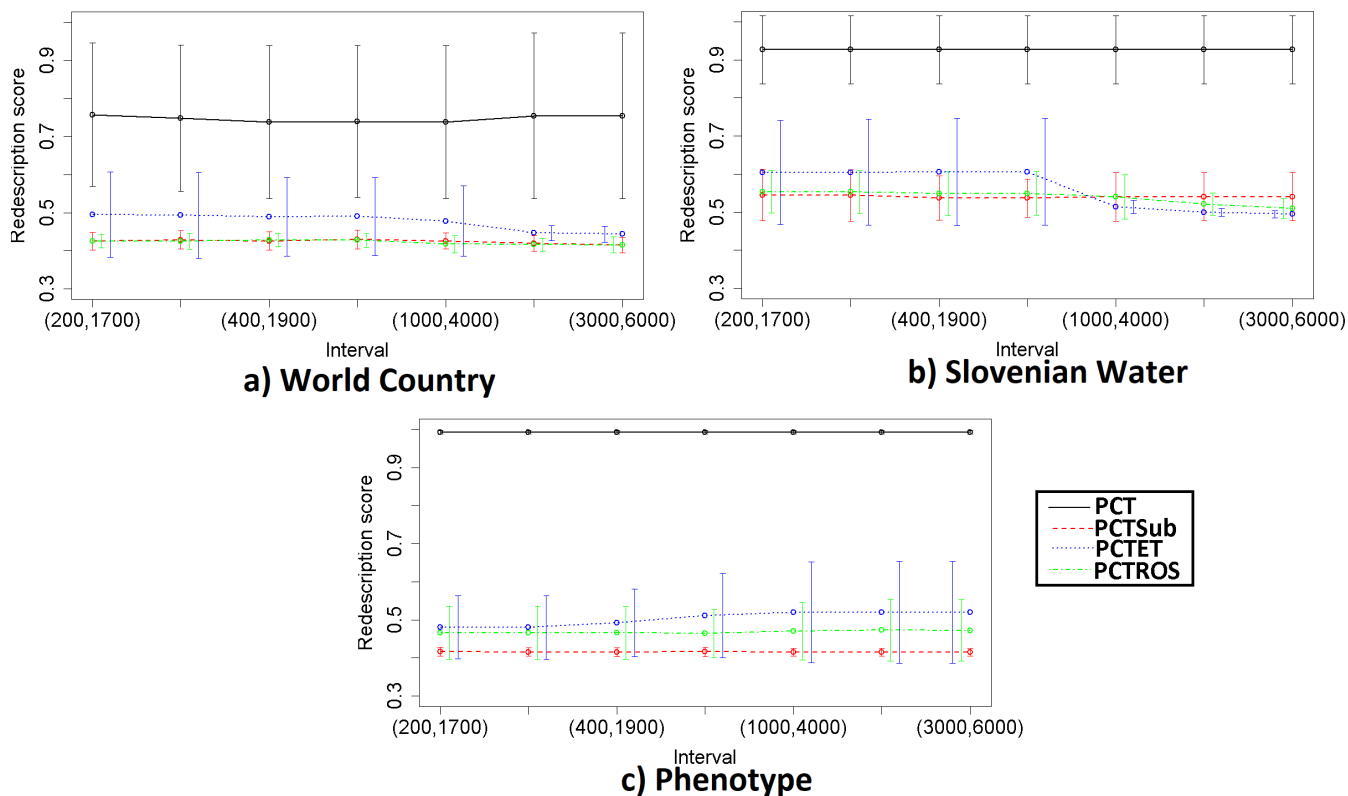 Redescription score
0.3 0.5 0.7 0.9
(200,1700) (400,1900) (1000,4000) (3000,6000)
Interval
a) World Country
Redescription score
0.3 0.5 0.7 0.9
(200,1700) (400,1900) (1000,4000) (3000,6000)
Interval
b) Slovenian Water
Redescription score
0.3 0.5 0.7 0.9
(200,1700) (400,1900) (1000,4000) (3000,6000)
Interval
c) Phenotype
PCT
PCTSub
PCTET
PCTROS